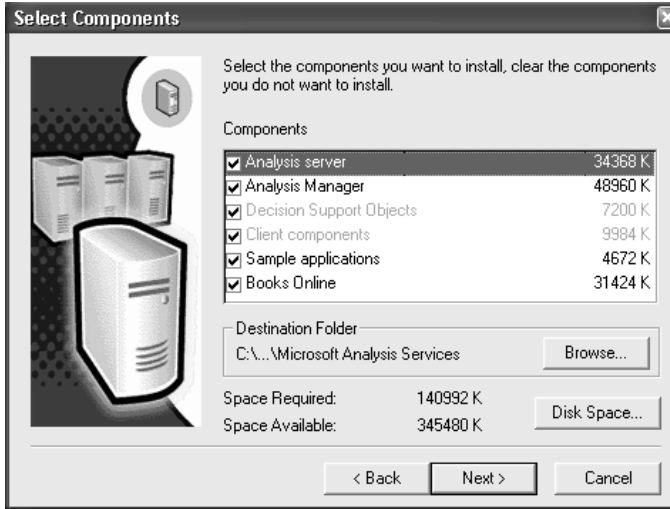 Select Components
Select the components you want to install, clear the components
you do not want to install.
Components
Analysis server 34368 K
Analysis Manager 48960 K
Decision Support Objects 7200 K
Client components 9984 K
Sample applications 4672 K
Books Online 31424 K
Destination Folder
C:\...\Microsoft Analysis Services Browse...
Space Required: 140992 K
Space Available: 345480 K
Disk Space...
< Back Next > Cancel